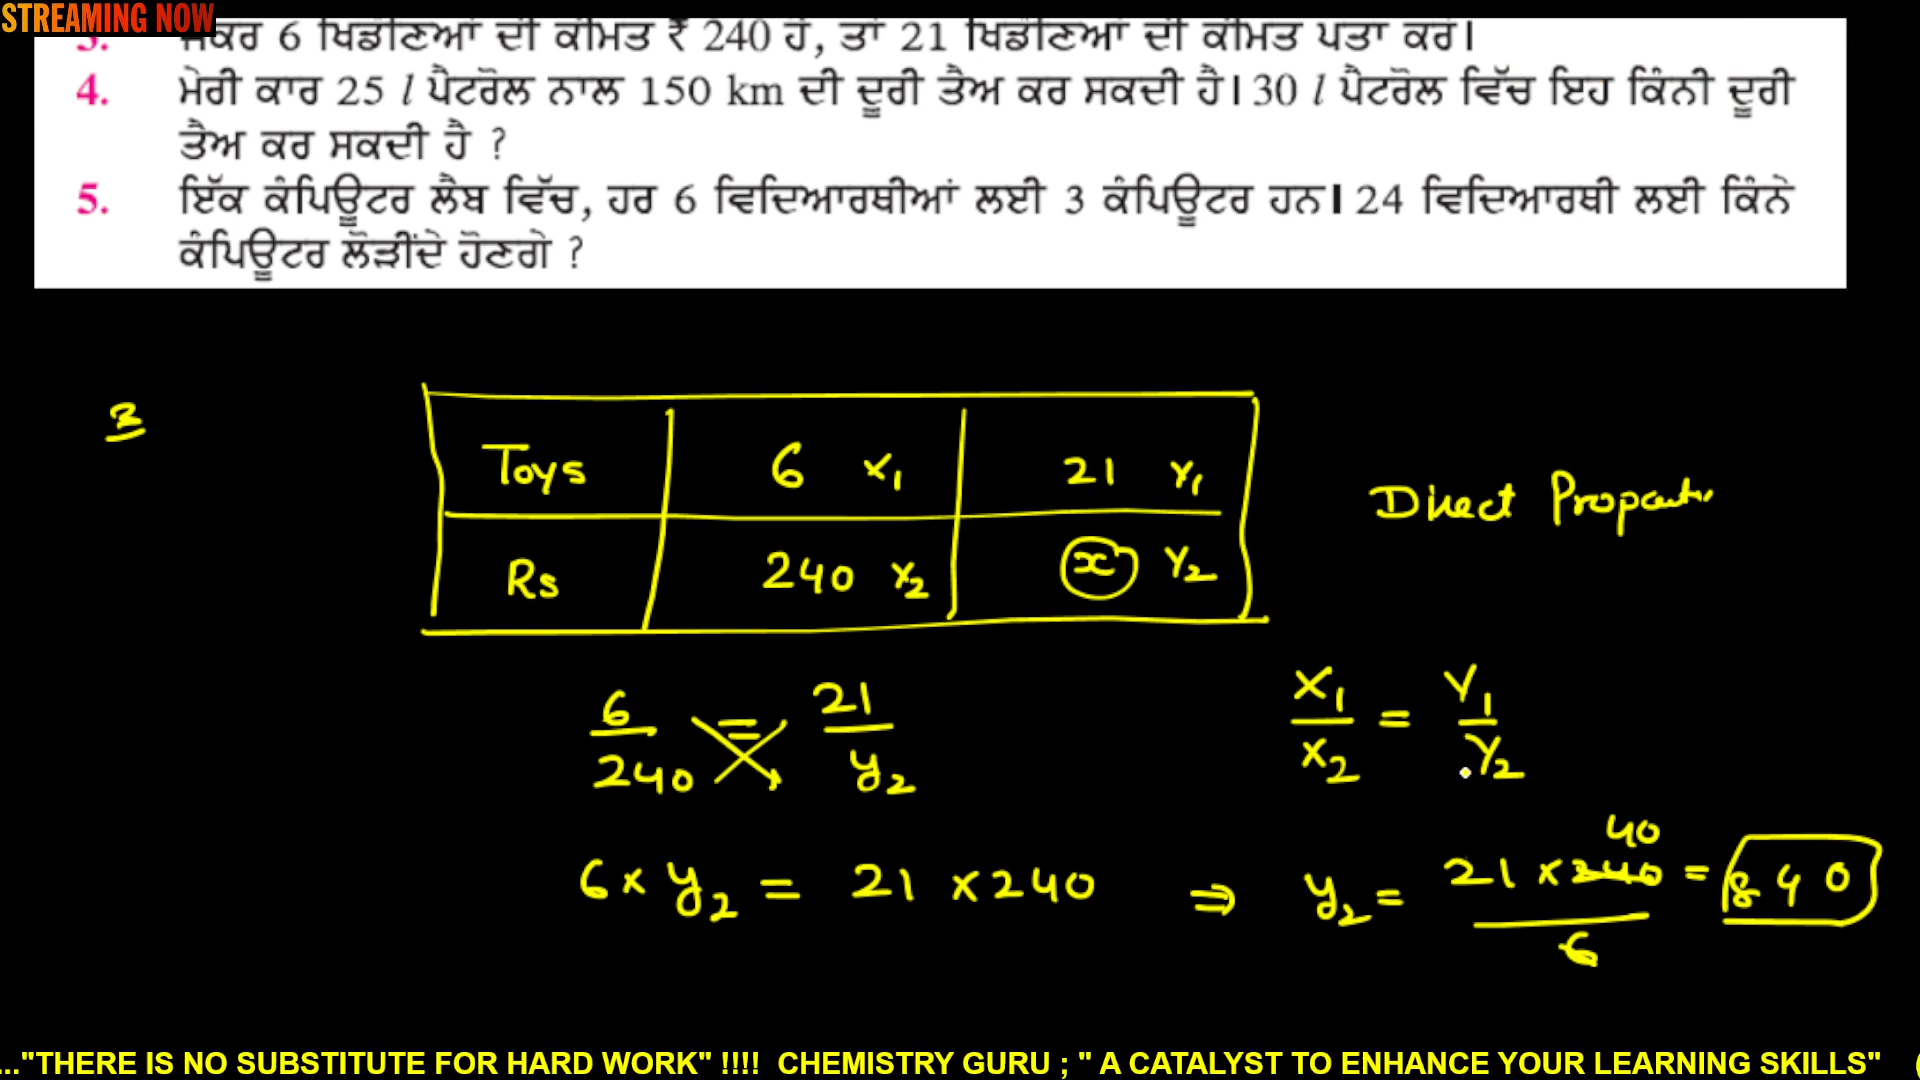 STREAMING NOW
3. ਜੇਕਰ 6 ਖਿਡੌਣਿਆਂ ਦੀ ਕੀਮਤ ₹ 240 ਹੈ, ਤਾਂ 21 ਖਿਡੌਣਿਆਂ ਦੀ ਕੀਮਤ ਪਤਾ ਕਰੋ।
4. ਮੇਰੀ ਕਾਰ 25 l ਪੈਟਰੋਲ ਨਾਲ 150 km ਦੀ ਦੂਰੀ ਤੈਅ ਕਰ ਸਕਦੀ ਹੈ। 30 l ਪੈਟਰੋਲ ਵਿੱਚ ਇਹ ਕਿੰਨੀ ਦੂਰੀ
ਤੈਅ ਕਰ ਸਕਦੀ ਹੈ ?
5. ਇੱਕ ਕੰਪਿਊਟਰ ਲੈਬ ਵਿੱਚ, ਹਰ 6 ਵਿਦਿਆਰਥੀਆਂ ਲਈ 3 ਕੰਪਿਊਟਰ ਹਨ। 24 ਵਿਦਿਆਰਥੀ ਲਈ ਕਿੰਨੇ
ਕੰਪਿਊਟਰ ਲੋੜੀਂਦੇ ਹੋਣਗੇ ?
3
Toys 6 x₁ 21 Y₁
Rs 240 x₂ x Y₂
Direct
6/240 = 21/y₂
X₁/X₂ = Y₁/Y₂
6 × y₂ = 21 × 240 ⇒ y₂ = 21 × 240/6 = 840
40
..."THERE IS NO SUBSTITUTE FOR HARD WORK" !!!! CHEMISTRY GURU ; " A CATALYST TO ENHANCE YOUR LEARNING SKILLS" (